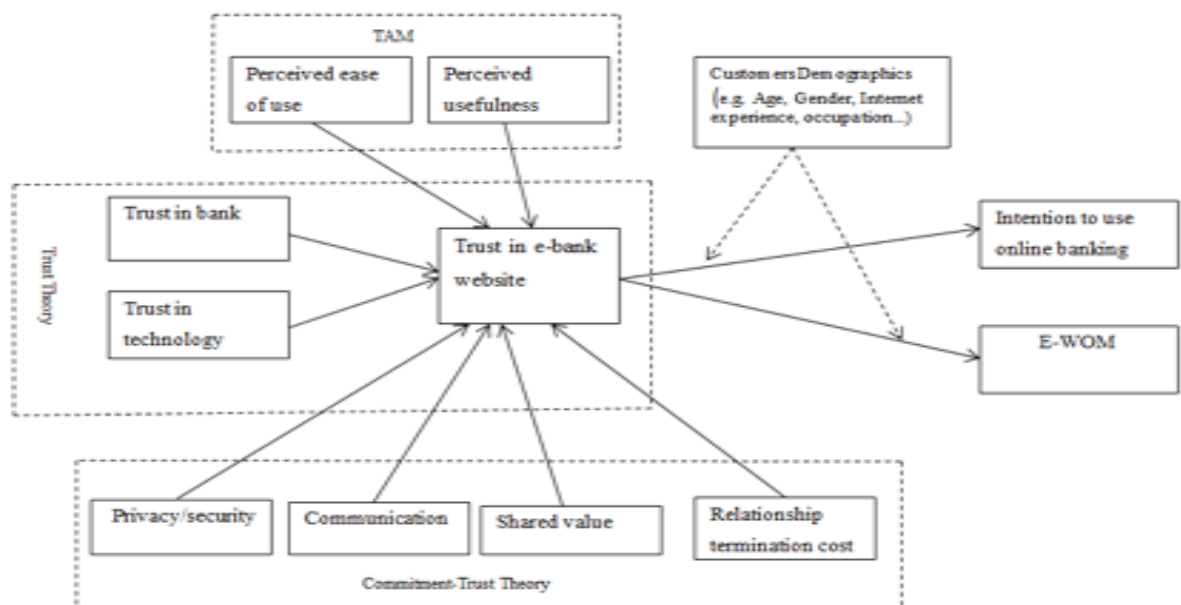 TAM
Perceived ease
of use
Perceived
usefulness
CustomersDemographics
(e.g. Age, Gender, Internet
experience, occupation...)
Trust Theory
Trust in bank
Trust in
technology
Trust in e-bank
website
Intention to use
online banking
E-WOM
Privacy/security
Communication
Shared value
Relationship
termination cost
Commitment-Trust Theory